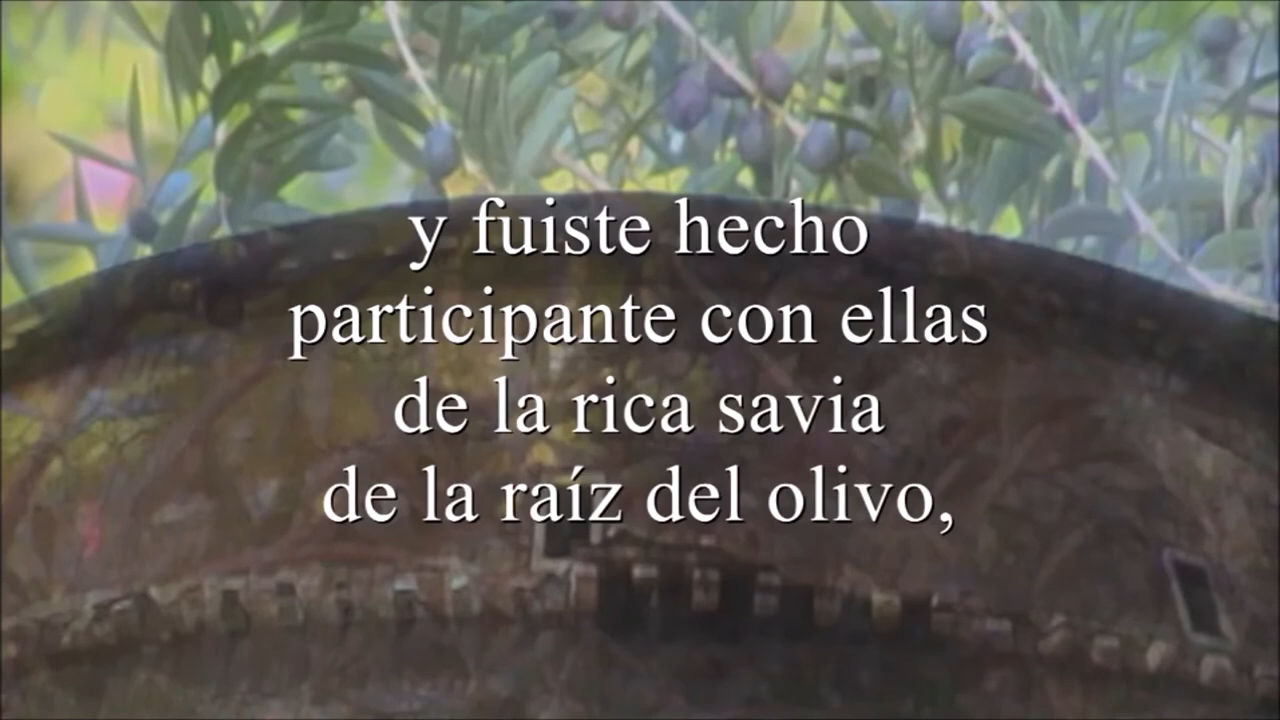 y fuiste hecho
participante con ellas
de la rica savia
de la raíz del olivo,